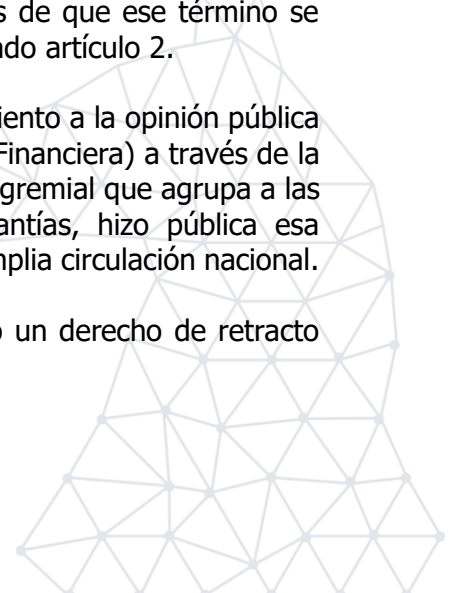 s de que ese término se
ado artículo 2.
iento a la opinión pública
Financiera) a través de la
gremial que agrupa a las
antías, hizo pública esa
mplia circulación nacional.
o un derecho de retracto